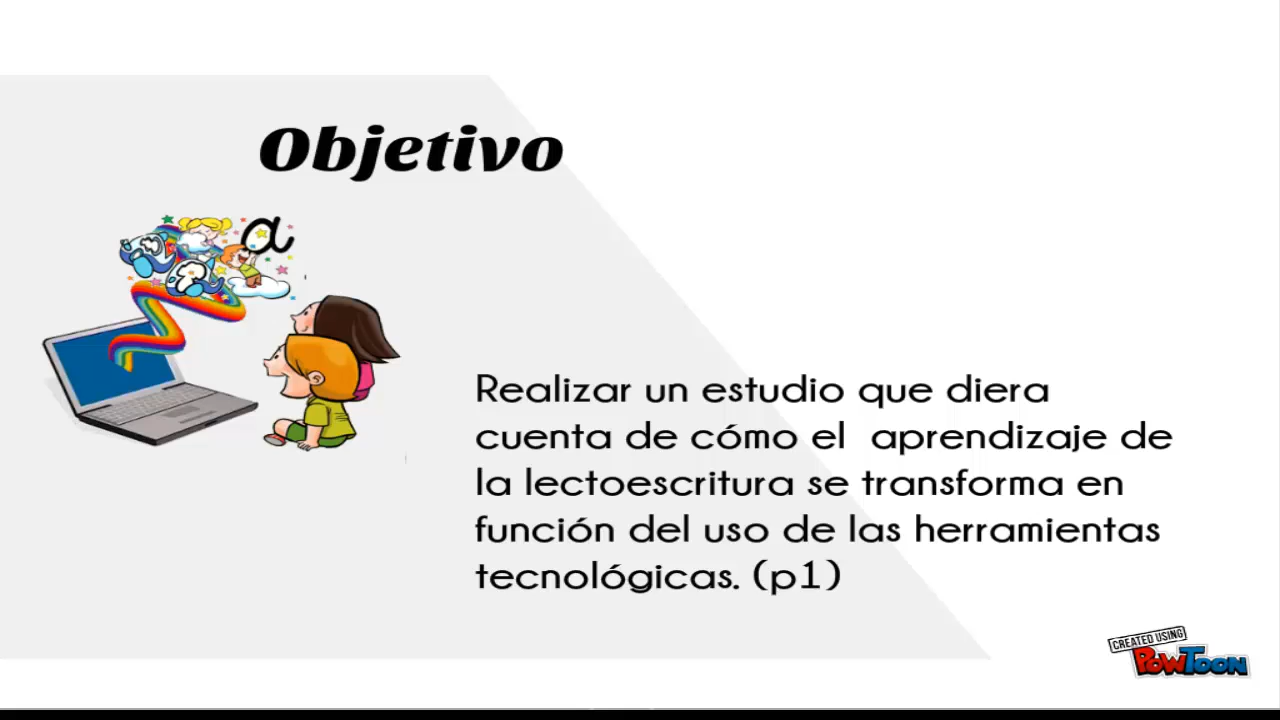 Objetivo
a
Realizar un estudio que diera
cuenta de cómo el aprendizaje de
la lectoescritura se transforma en
función del uso de las herramientas
tecnológicas. (p1)
CREATED USING
POWTOON